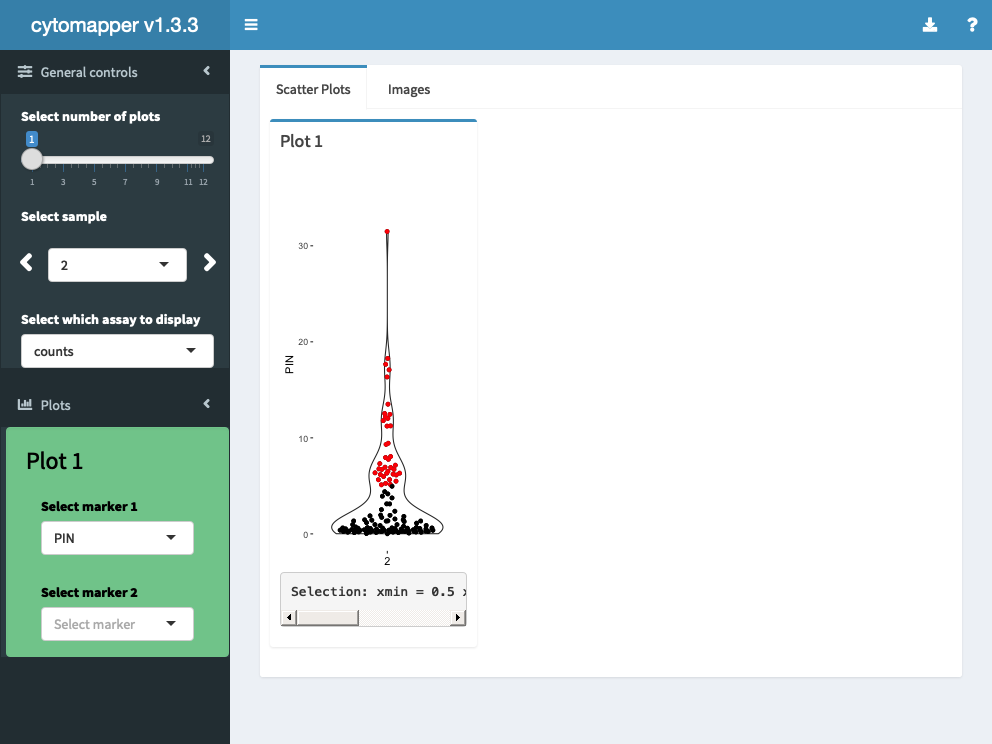 cytomapper v1.3.3
General controls
Select number of plots
1
12
1 3 5 7 9 11 12
Select sample
2
Select which assay to display
counts
Plots
Plot 1
Select marker 1
PIN
Select marker 2
Select marker
?
Scatter Plots
Images
Plot 1
30
20
PIN
10
0
2
Selection: xmin = 0.5